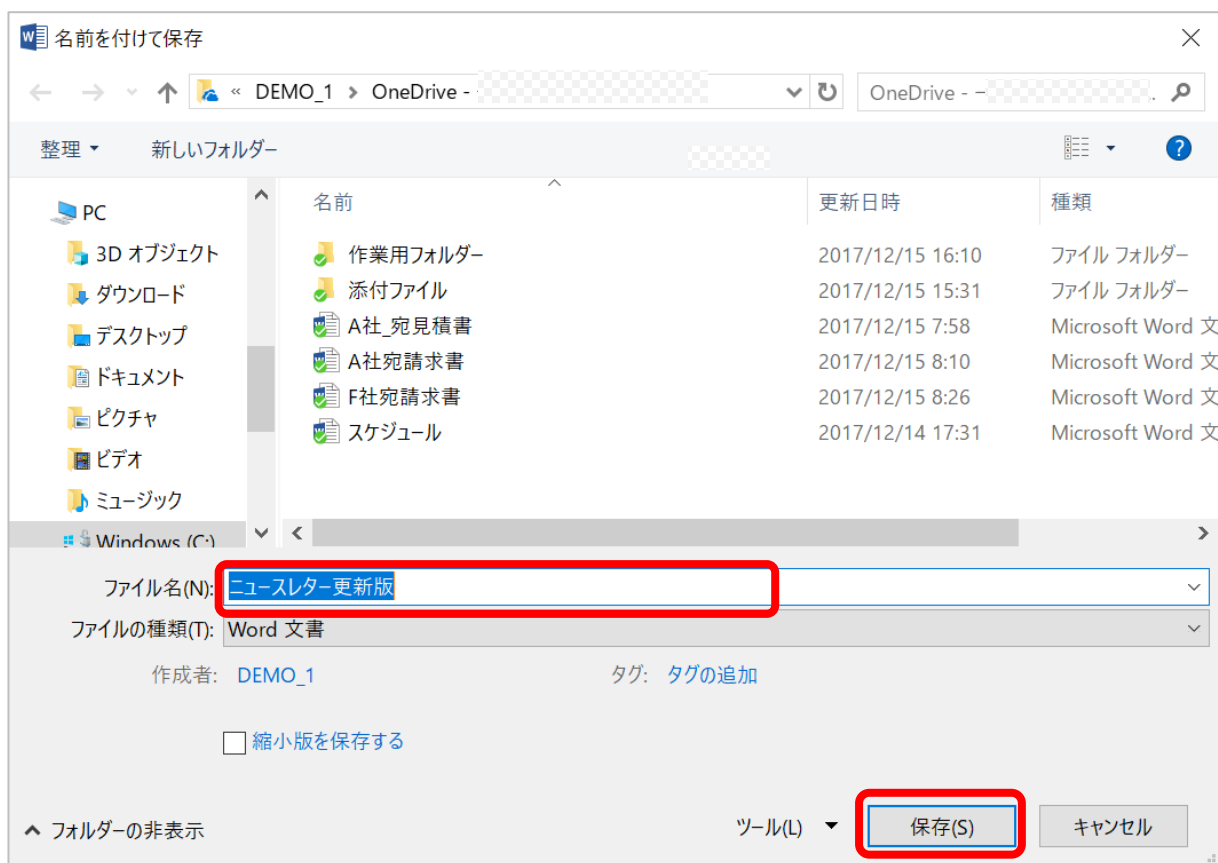 名前を付けて保存
« DEMO_1 › OneDrive -
OneDrive -
整理 新しいフォルダー
名前 更新日時 種類
PC
3D オブジェクト
ダウンロード
デスクトップ
ドキュメント
ピクチャ
ビデオ
ミュージック
Windows (C:)
作業用フォルダー 2017/12/15 16:10 ファイル フォルダー
添付ファイル 2017/12/15 15:31 ファイル フォルダー
A社_宛見積書 2017/12/15 7:58 Microsoft Word 文
A社宛請求書 2017/12/15 8:10 Microsoft Word 文
F社宛請求書 2017/12/15 8:26 Microsoft Word 文
スケジュール 2017/12/14 17:31 Microsoft Word 文
ファイル名(N): ニュースレター更新版
ファイルの種類(T): Word 文書
作成者: DEMO_1 タグ: タグの追加
縮小版を保存する
フォルダーの非表示 ツール(L) 保存(S) キャンセル